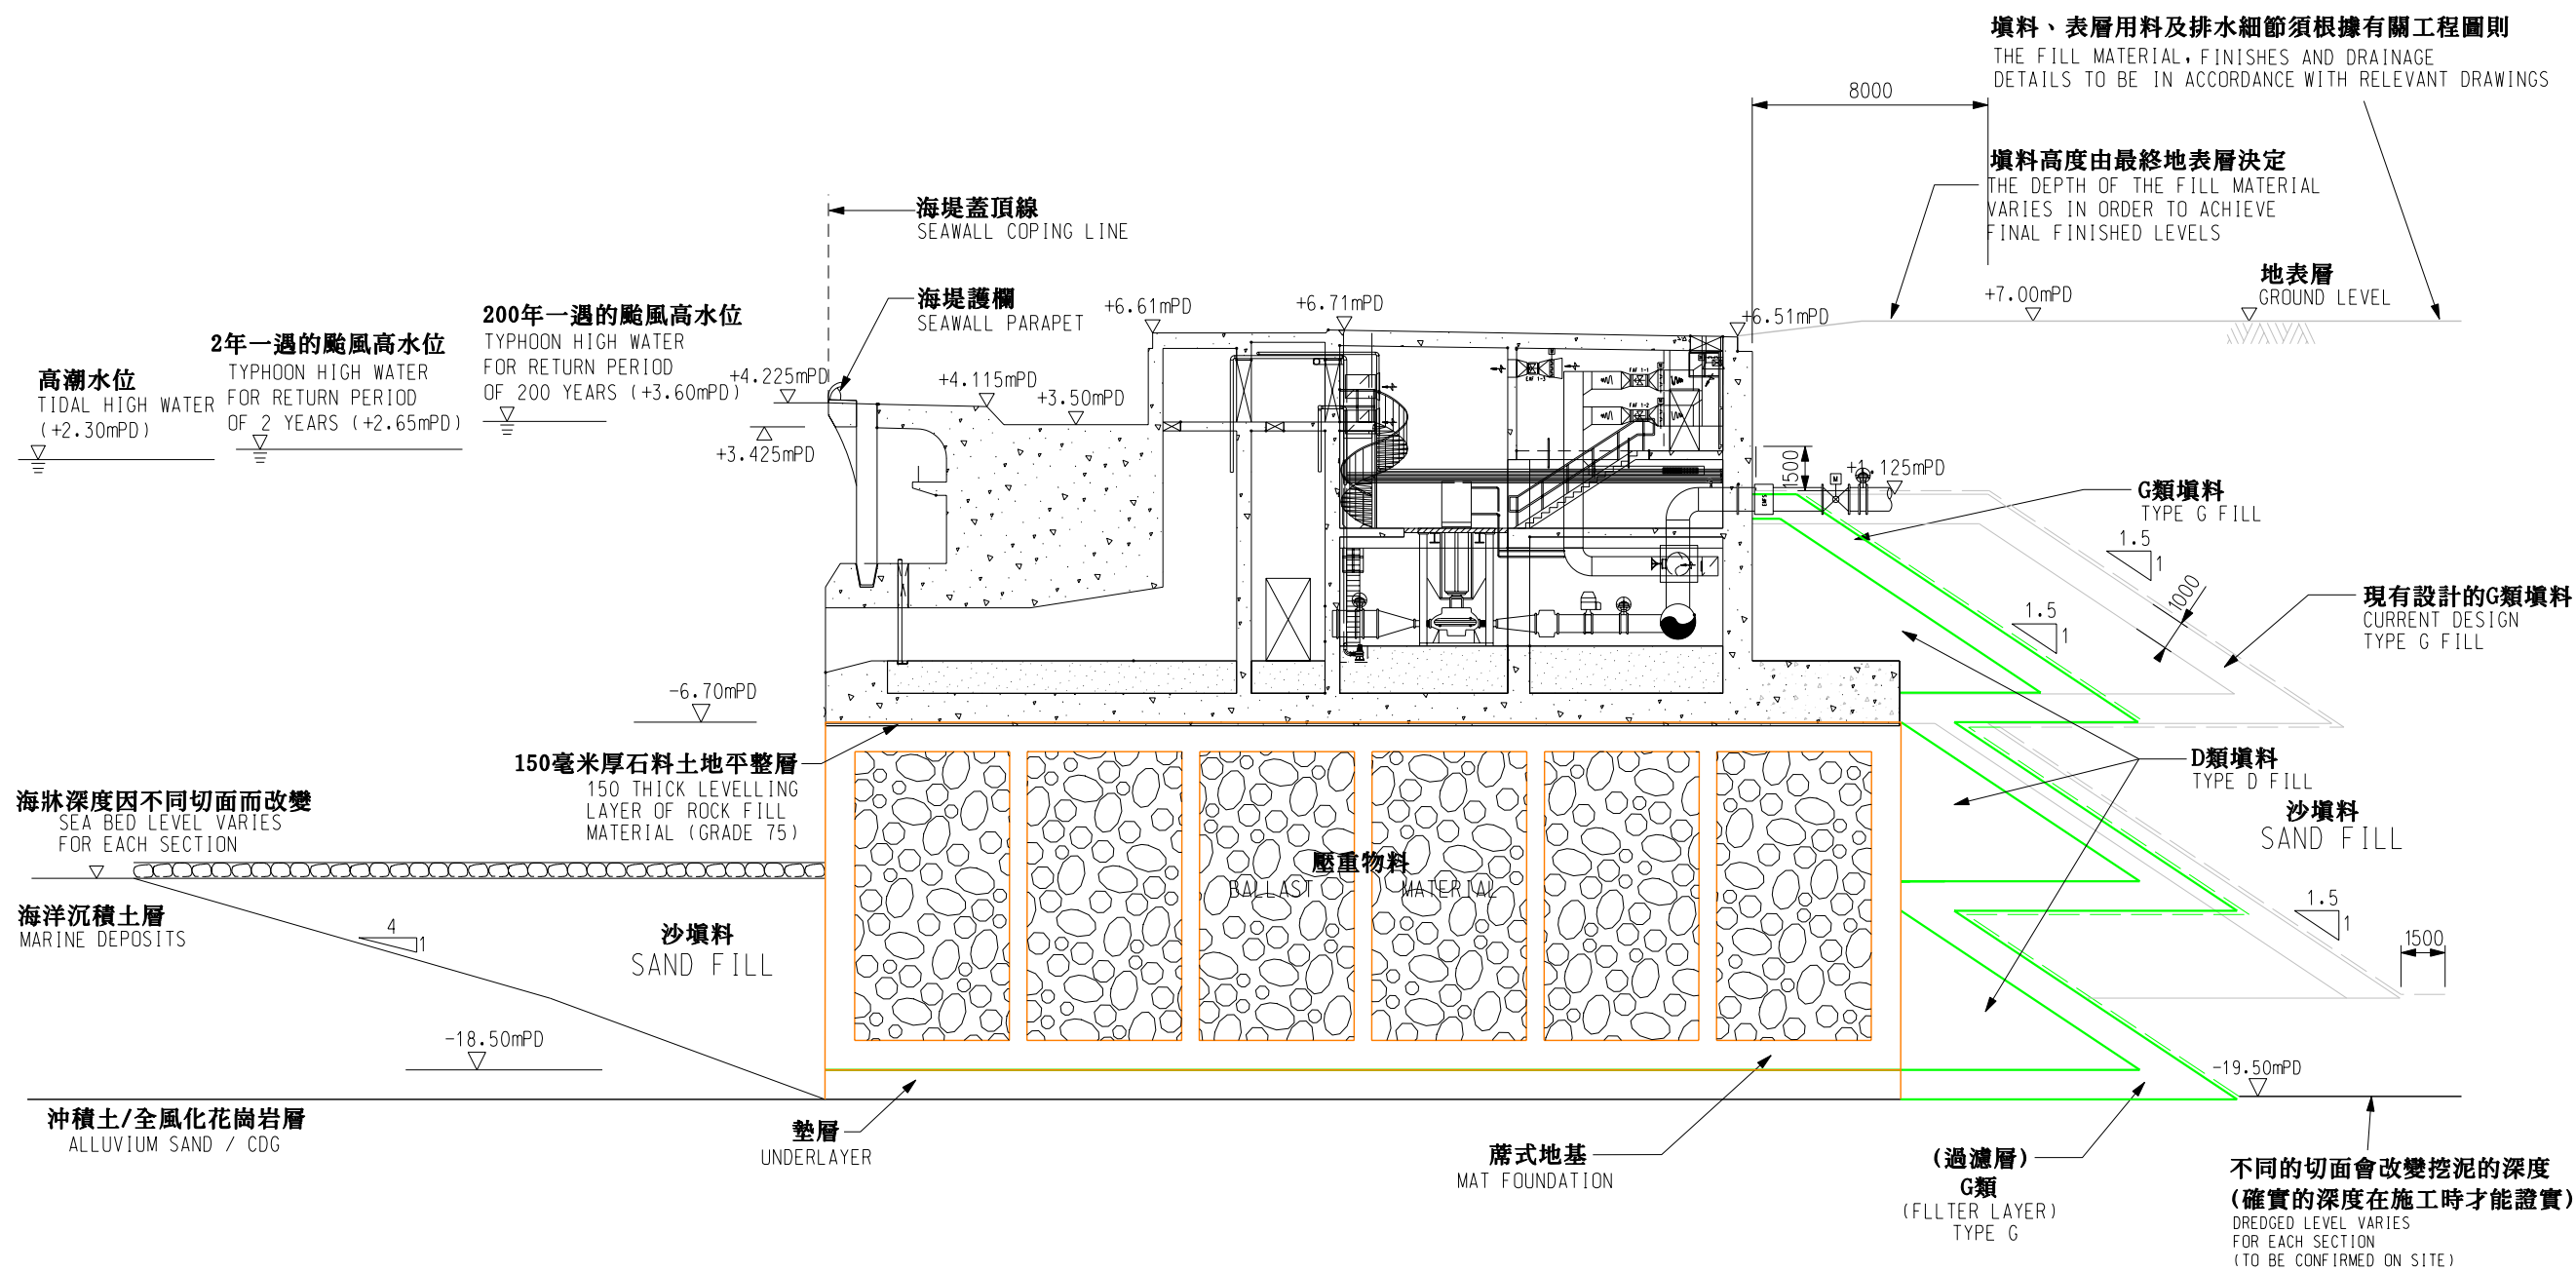 填料、表層用料及排水細節須根據有關工程圖則
THE FILL MATERIAL, FINISHES AND DRAINAGE
DETAILS TO BE IN ACCORDANCE WITH RELEVANT DRAWINGS
8000
填料高度由最終地表層決定
THE DEPTH OF THE FILL MATERIAL
VARIES IN ORDER TO ACHIEVE
FINAL FINISHED LEVELS
海堤蓋頂線
SEAWALL COPING LINE
地表層
GROUND LEVEL
+7.00mPD
海堤護欄
SEAWALL PARAPET
+6.61mPD
+6.71mPD
+6.51mPD
200年一遇的颱風高水位
TYPHOON HIGH WATER
FOR RETURN PERIOD
OF 200 YEARS (+3.60mPD)
2年一遇的颱風高水位
TYPHOON HIGH WATER
FOR RETURN PERIOD
OF 2 YEARS (+2.65mPD)
高潮水位
TIDAL HIGH WATER
(+2.30mPD)
+4.225mPD
+4.115mPD
+3.50mPD
+3.425mPD
EAF 1-3
FAF 1-1
FAF 1-2
1500
+1.125mPD
M
G類填料
TYPE G FILL
1.5
1
1000
現有設計的G類填料
CURRENT DESIGN
TYPE G FILL
1.5
1
-6.70mPD
150毫米厚石料土地平整層
150 THICK LEVELLING
LAYER OF ROCK FILL
MATERIAL (GRADE 75)
D類填料
TYPE D FILL
沙填料
SAND FILL
海牀深度因不同切面而改變
SEA BED LEVEL VARIES
FOR EACH SECTION
壓重物料
BALLAST MATERIAL
海洋沉積土層
MARINE DEPOSITS
4
1
沙填料
SAND FILL
1.5
1
1500
-18.50mPD
-19.50mPD
沖積土/全風化花崗岩層
ALLUVIUM SAND / CDG
墊層
UNDERLAYER
蓆式地基
MAT FOUNDATION
(過濾層)
G類
(FLLTER LAYER)
TYPE G
不同的切面會改變挖泥的深度
(確實的深度在施工時才能證實)
DREDGED LEVEL VARIES
FOR EACH SECTION
(TO BE CONFIRMED ON SITE)